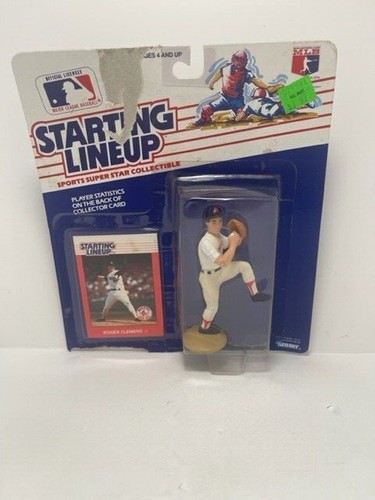 AGES 4 AND UP
OFFICIAL LICENSEE
MAJOR LEAGUE BASEBALL
MLB
STARTING
LINEUP
SPORTS SUPER STAR COLLECTIBLE
PLAYER STATISTICS
ON THE BACK OF
COLLECTOR CARD
STARTING
LINEUP
ROGER CLEMENS
Kenner